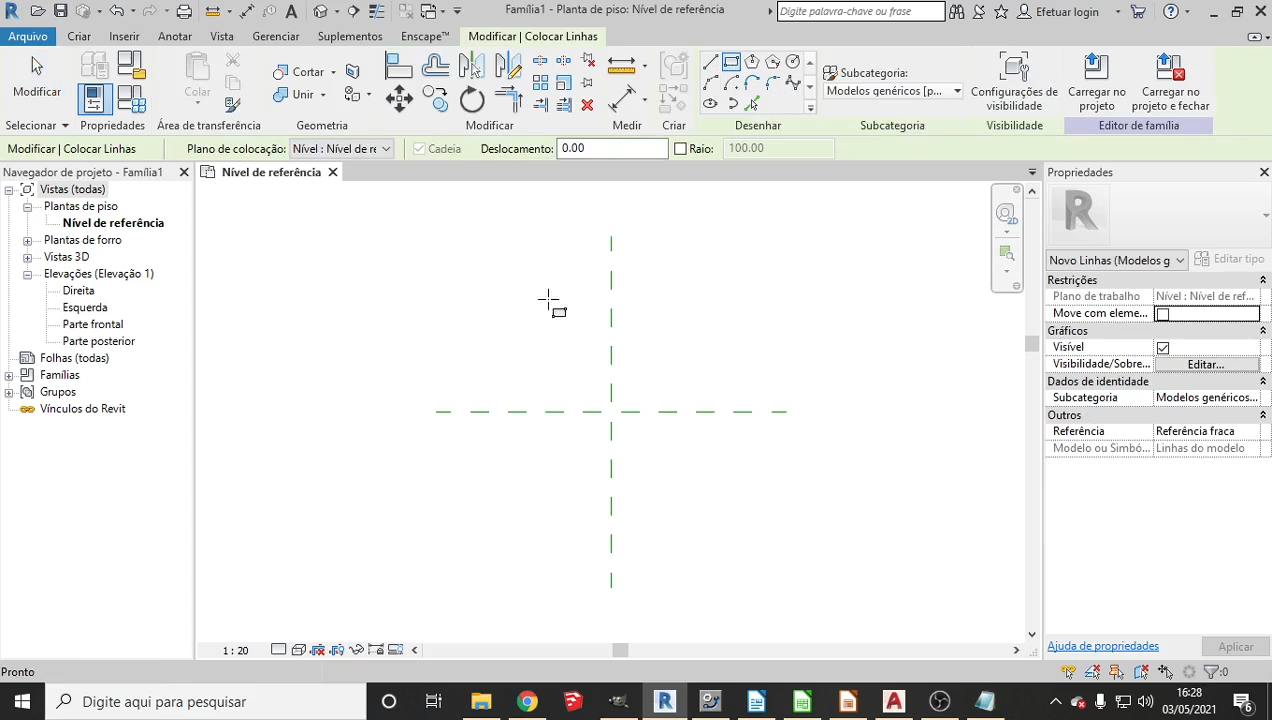 Família1 - Planta de piso: Nível de referência
Digite palavra-chave ou frase
Efetuar login
Arquivo
Criar
Inserir
Anotar
Vista
Gerenciar
Suplementos
Enscape™
Modificar | Colocar Linhas
Modificar
Colar
Cortar
Unir
Criar
Subcategoria:
Modelos genéricos [p...
Configurações de
visibilidade
Carregar no
projeto
Carregar no
projeto e fechar
Selecionar
Propriedades
Área de transferência
Geometria
Modificar
Medir
Criar
Desenhar
Subcategoria
Visibilidade
Editor de família
Modificar | Colocar Linhas
Plano de colocação:
Nível : Nível de re
Cadeia
Deslocamento:
0.00
Raio:
100.00
Navegador de projeto - Família1
Vistas (todas)
Plantas de piso
Nível de referência
Plantas de forro
Vistas 3D
Elevações (Elevação 1)
Direita
Esquerda
Parte frontal
Parte posterior
Folhas (todas)
Famílias
Grupos
Vínculos do Revit
Nível de referência
2D
Propriedades
Novo Linhas (Modelos g
Editar tipo
Restrições
Plano de trabalho
Nível : Nível de ref...
Move com eleme...
Gráficos
Visível
Visibilidade/Sobre...
Editar...
Dados de identidade
Subcategoria
Modelos genéricos...
Outros
Referência
Referência fraca
Modelo ou Simbó...
Linhas do modelo
Ajuda de propriedades
Aplicar
1 : 20
Pronto
:0
Digite aqui para pesquisar
16:28
03/05/2021
6